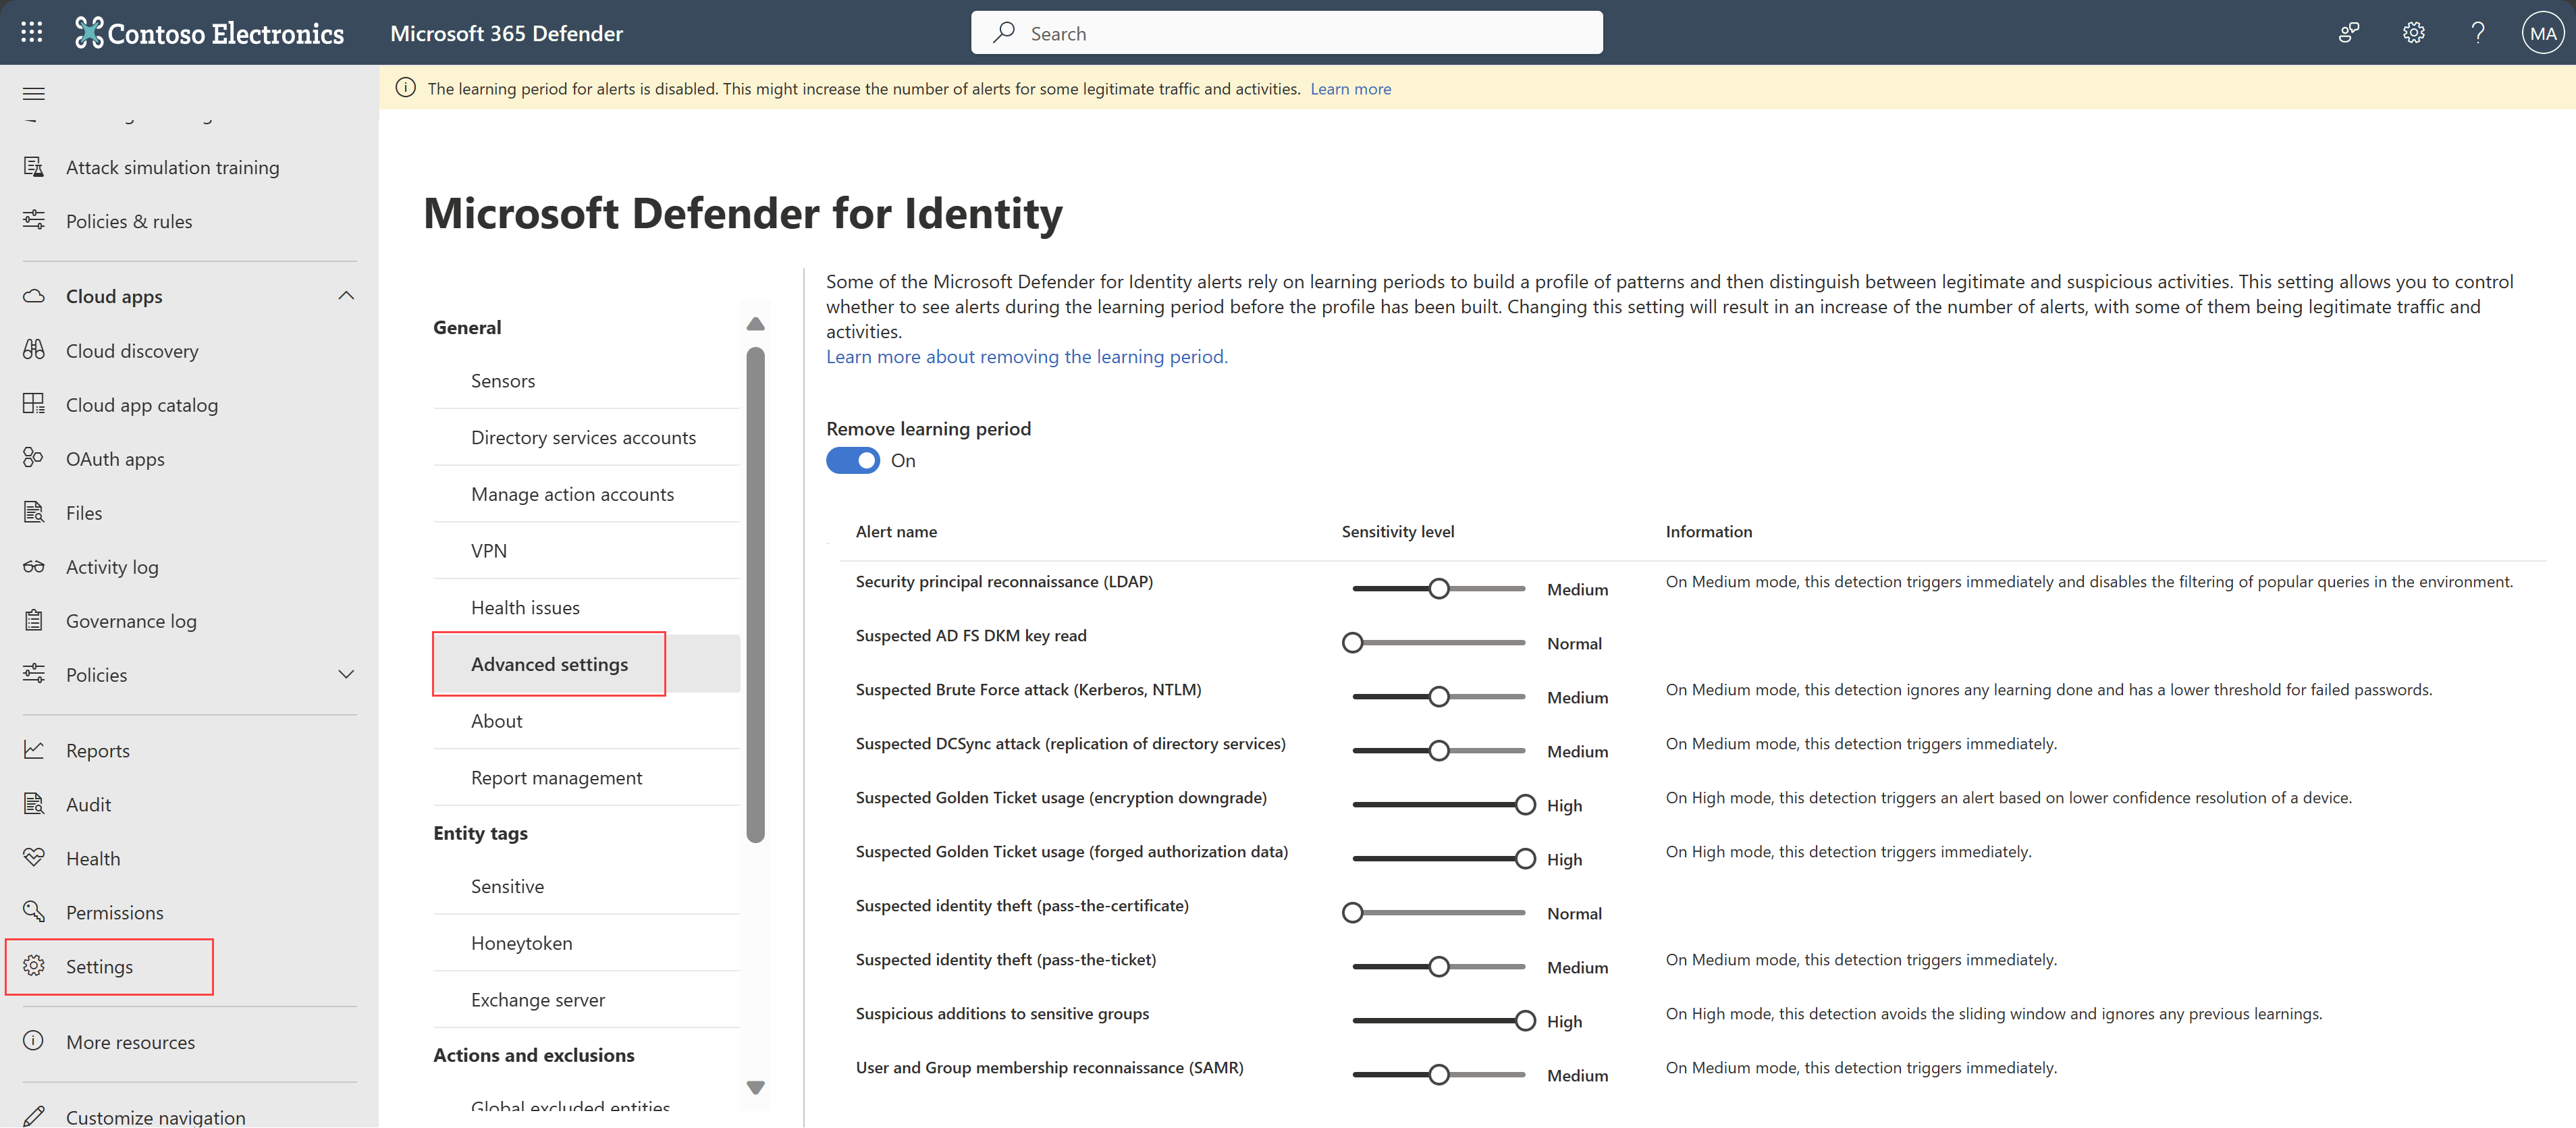 Contoso Electronics
Microsoft 365 Defender
Search
MA
The learning period for alerts is disabled. This might increase the number of alerts for some legitimate traffic and activities. Learn more
Attack simulation training
Policies & rules
Cloud apps
Cloud discovery
Cloud app catalog
OAuth apps
Files
Activity log
Governance log
Policies
Reports
Audit
Health
Permissions
Settings
More resources
Customize navigation
Microsoft Defender for Identity
General
Sensors
Directory services accounts
Manage action accounts
VPN
Health issues
Advanced settings
About
Report management
Entity tags
Sensitive
Honeytoken
Exchange server
Actions and exclusions
Global excluded entities
Some of the Microsoft Defender for Identity alerts rely on learning periods to build a profile of patterns and then distinguish between legitimate and suspicious activities. This setting allows you to control
whether to see alerts during the learning period before the profile has been built. Changing this setting will result in an increase of the number of alerts, with some of them being legitimate traffic and
activities.
Learn more about removing the learning period.
Remove learning period
On
Alert name Sensitivity level Information
Security principal reconnaissance (LDAP) Medium On Medium mode, this detection triggers immediately and disables the filtering of popular queries in the environment.
Suspected AD FS DKM key read Normal
Suspected Brute Force attack (Kerberos, NTLM) Medium On Medium mode, this detection ignores any learning done and has a lower threshold for failed passwords.
Suspected DCSync attack (replication of directory services) Medium On Medium mode, this detection triggers immediately.
Suspected Golden Ticket usage (encryption downgrade) High On High mode, this detection triggers an alert based on lower confidence resolution of a device.
Suspected Golden Ticket usage (forged authorization data) High On High mode, this detection triggers immediately.
Suspected identity theft (pass-the-certificate) Normal
Suspected identity theft (pass-the-ticket) Medium On Medium mode, this detection triggers immediately.
Suspicious additions to sensitive groups High On High mode, this detection avoids the sliding window and ignores any previous learnings.
User and Group membership reconnaissance (SAMR) Medium On Medium mode, this detection triggers immediately.